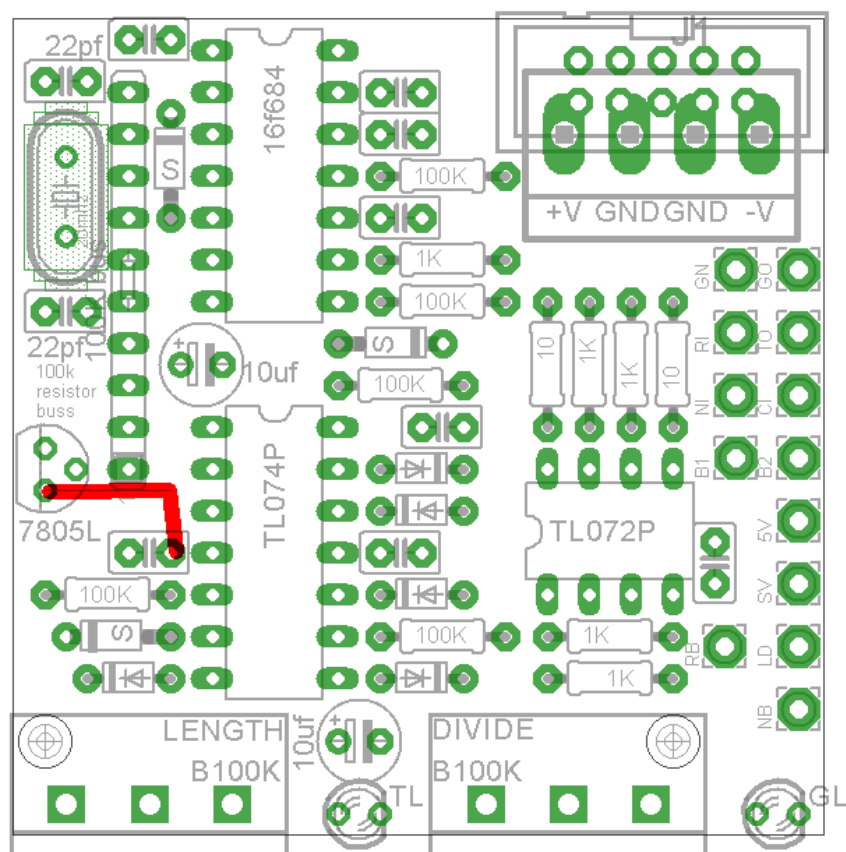 22pf
J1
16f684
S
100K
+V GND GND -V
1K
100K
GN
GO
22pf
RI
TO
S
10uf
10
1K
1K
10
100k
resistor
buss
100K
NI
CI
B1
B2
TL074P
7805L
TL072P
5V
SV
100K
S
100K
1K
RB
LD
1K
NB
LENGTH
B100K
10uf
DIVIDE
B100K
TL
GL